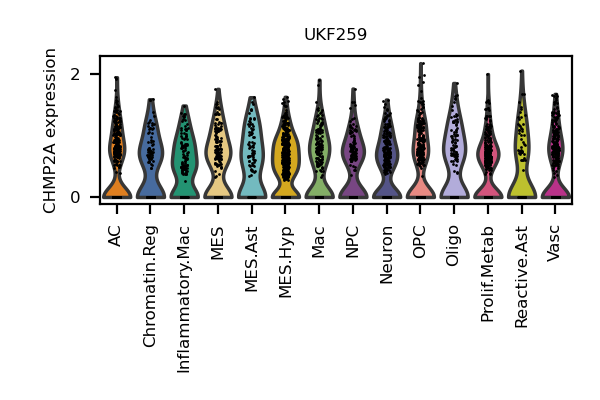 UKF259
CHMP2A expression
2
0
AC
Chromatin.Reg
Inflammatory.Mac
MES
MES.Ast
MES.Hyp
Mac
NPC
Neuron
OPC
Oligo
Prolif.Metab
Reactive.Ast
Vasc